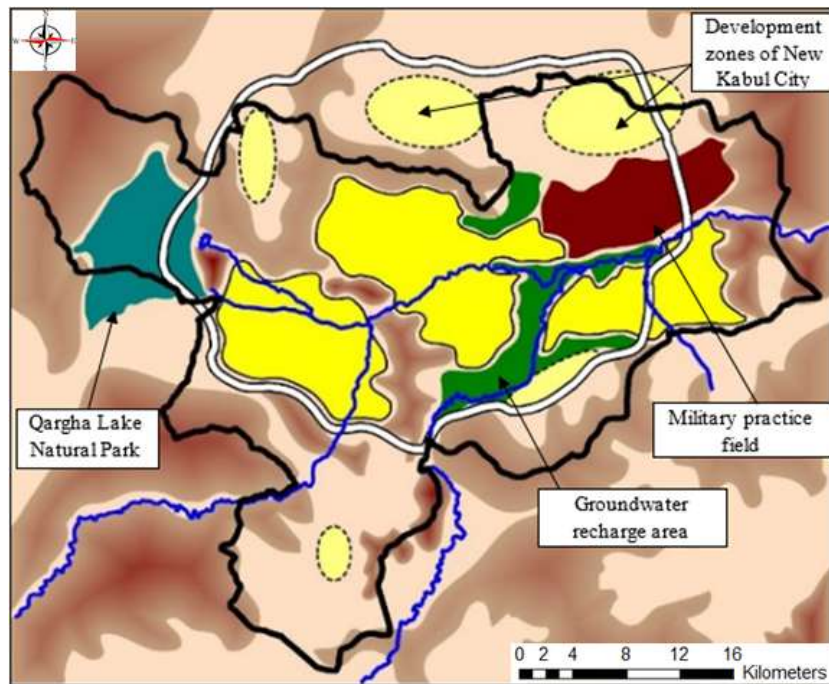 N
W E
S
Development
zones of New
Kabul City
Qargha Lake
Natural Park
Military practice
field
Groundwater
recharge area
0 2 4 8 12 16
Kilometers